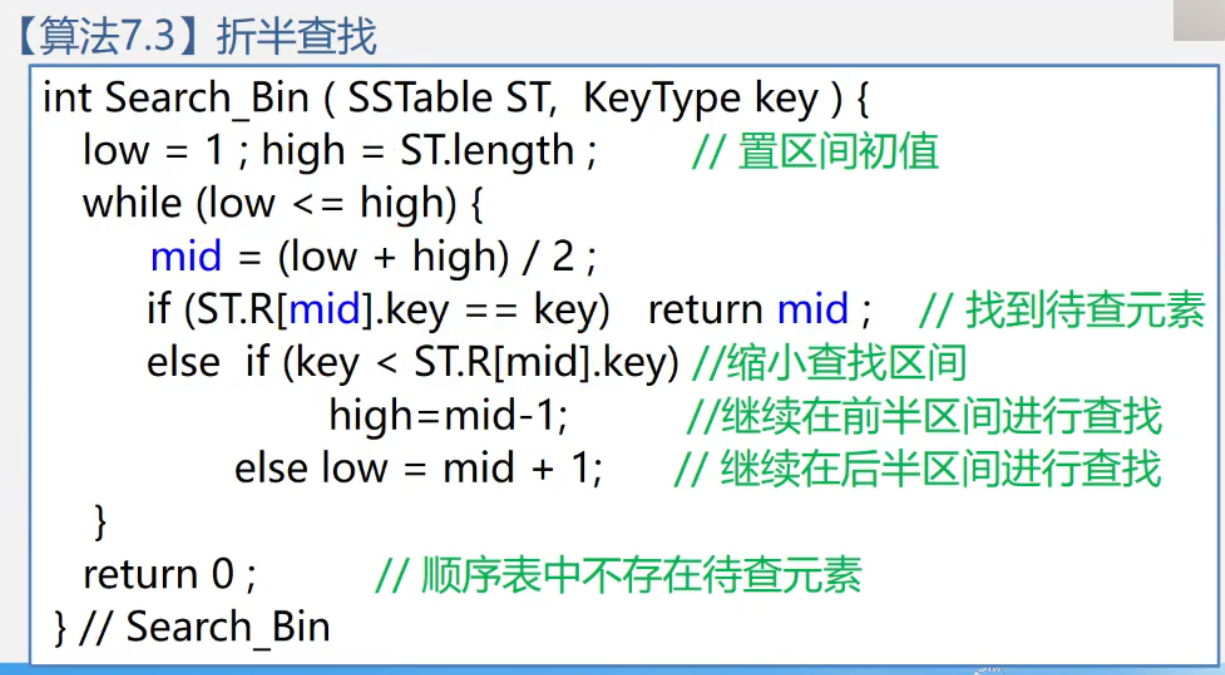 【算法7.3】折半查找
int Search_Bin ( SSTable ST, KeyType key ) {
low = 1 ; high = ST.length ; // 置区间初值
while (low <= high) {
mid = (low + high) / 2 ;
if (ST.R[mid].key == key) return mid ; // 找到待查元素
else if (key < ST.R[mid].key) //缩小查找区间
high=mid-1; //继续在前半区间进行查找
else low = mid + 1; // 继续在后半区间进行查找
}
return 0 ; // 顺序表中不存在待查元素
} // Search_Bin